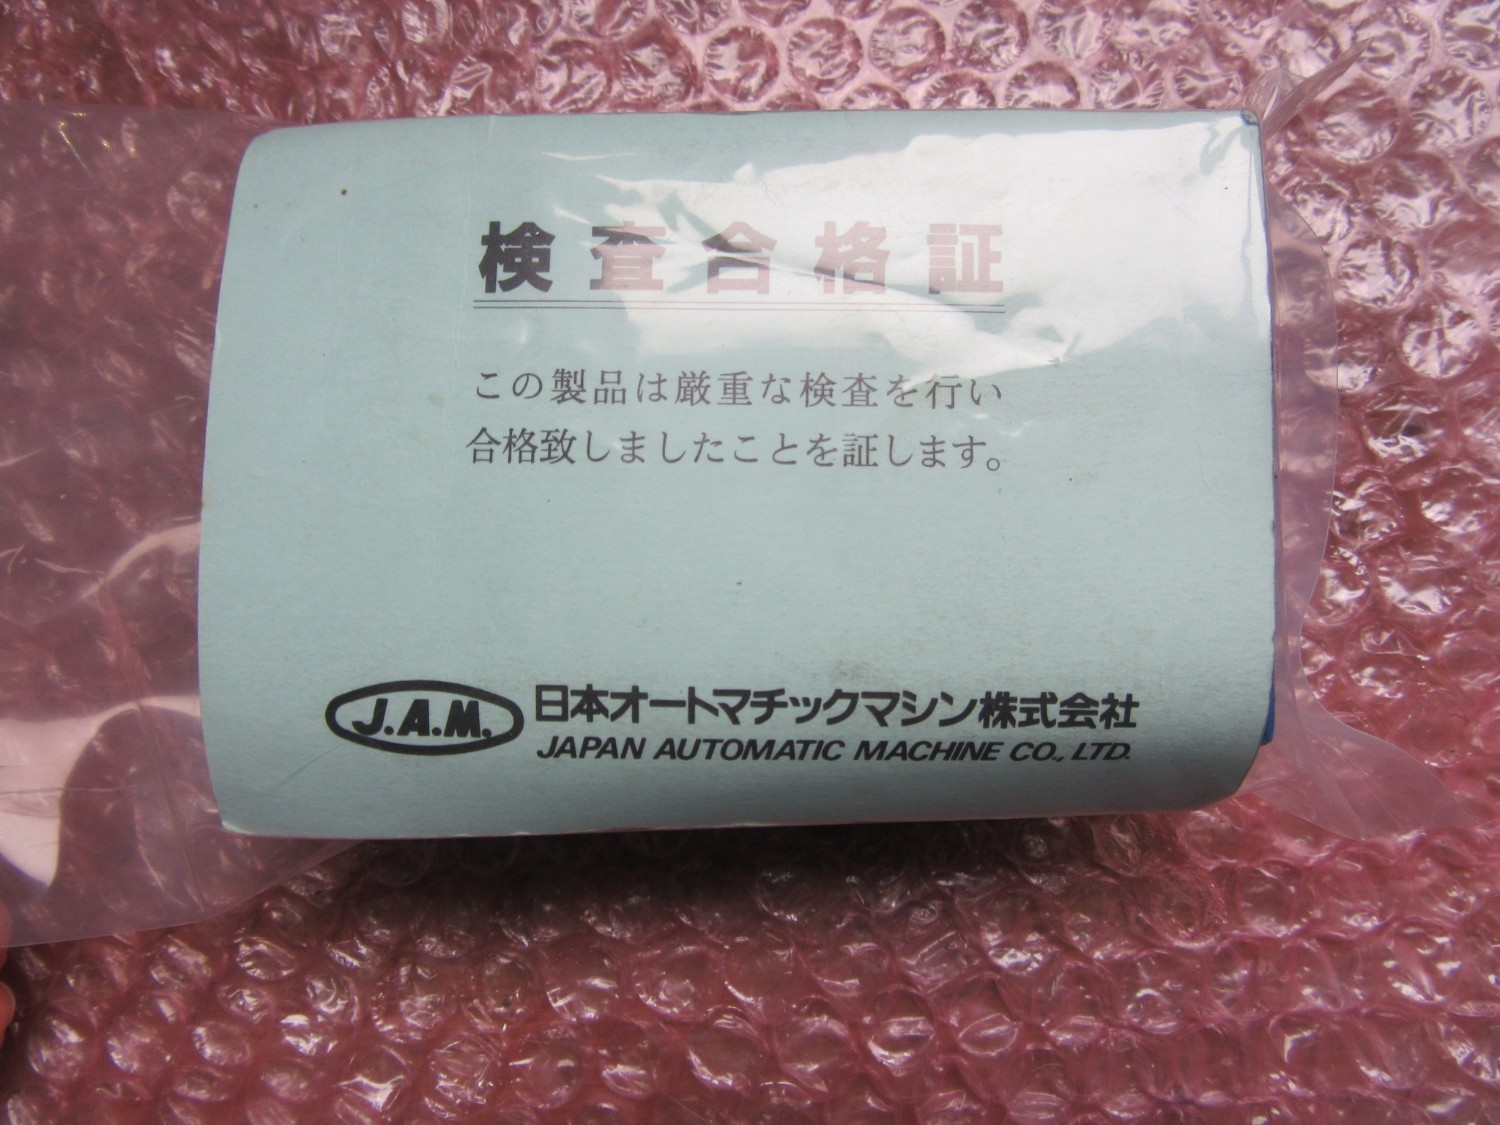 検査合格証
この製品は厳重な検査を行い
合格致しましたことを証します。
J.A.M. 日本オートマチックマシン株式会社
JAPAN AUTOMATIC MACHINE CO., LTD.